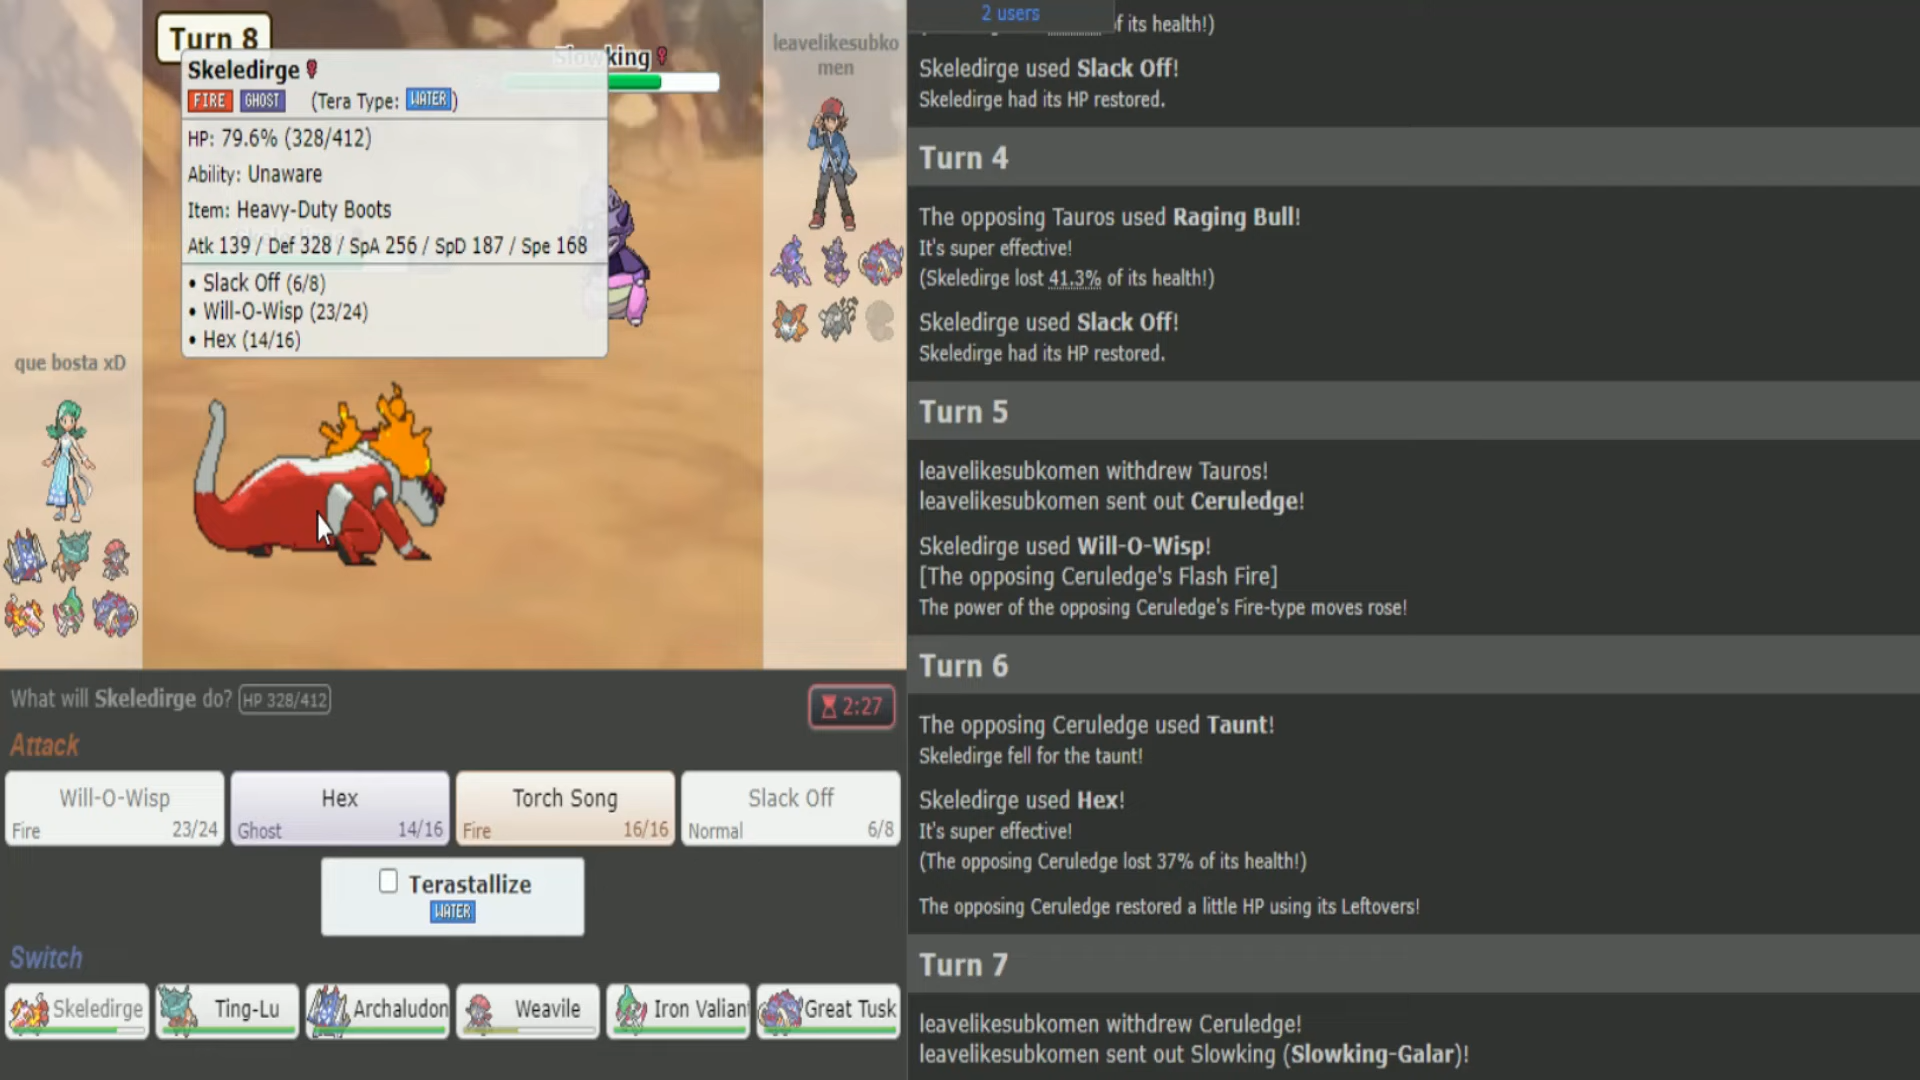 Turn 8
Slowking
Skeledirge
FIRE GHOST (Tera Type: WATER)
HP: 79.6% (328/412)
Ability: Unaware
Item: Heavy-Duty Boots
Atk 139 / Def 328 / SpA 256 / SpD 187 / Spe 168
• Slack Off (6/8)
• Will-O-Wisp (23/24)
• Hex (14/16)
leavelikesubko
men
que bosta xD
What will Skeledirge do? HP 328/412
2:27
Attack
Will-O-Wisp
Fire 23/24
Hex
Ghost 14/16
Torch Song
Fire 16/16
Slack Off
Normal 6/8
Terastallize
WATER
Switch
Skeledirge
Ting-Lu
Archaludon
Weavile
Iron Valiant
Great Tusk
2 users
of its health!)
Skeledirge used Slack Off!
Skeledirge had its HP restored.
Turn 4
The opposing Tauros used Raging Bull!
It's super effective!
(Skeledirge lost 41.3% of its health!)
Skeledirge used Slack Off!
Skeledirge had its HP restored.
Turn 5
leavelikesubkomen withdrew Tauros!
leavelikesubkomen sent out Ceruledge!
Skeledirge used Will-O-Wisp!
[The opposing Ceruledge's Flash Fire]
The power of the opposing Ceruledge's Fire-type moves rose!
Turn 6
The opposing Ceruledge used Taunt!
Skeledirge fell for the taunt!
Skeledirge used Hex!
It's super effective!
(The opposing Ceruledge lost 37% of its health!)
The opposing Ceruledge restored a little HP using its Leftovers!
Turn 7
leavelikesubkomen withdrew Ceruledge!
leavelikesubkomen sent out Slowking (Slowking-Galar)!